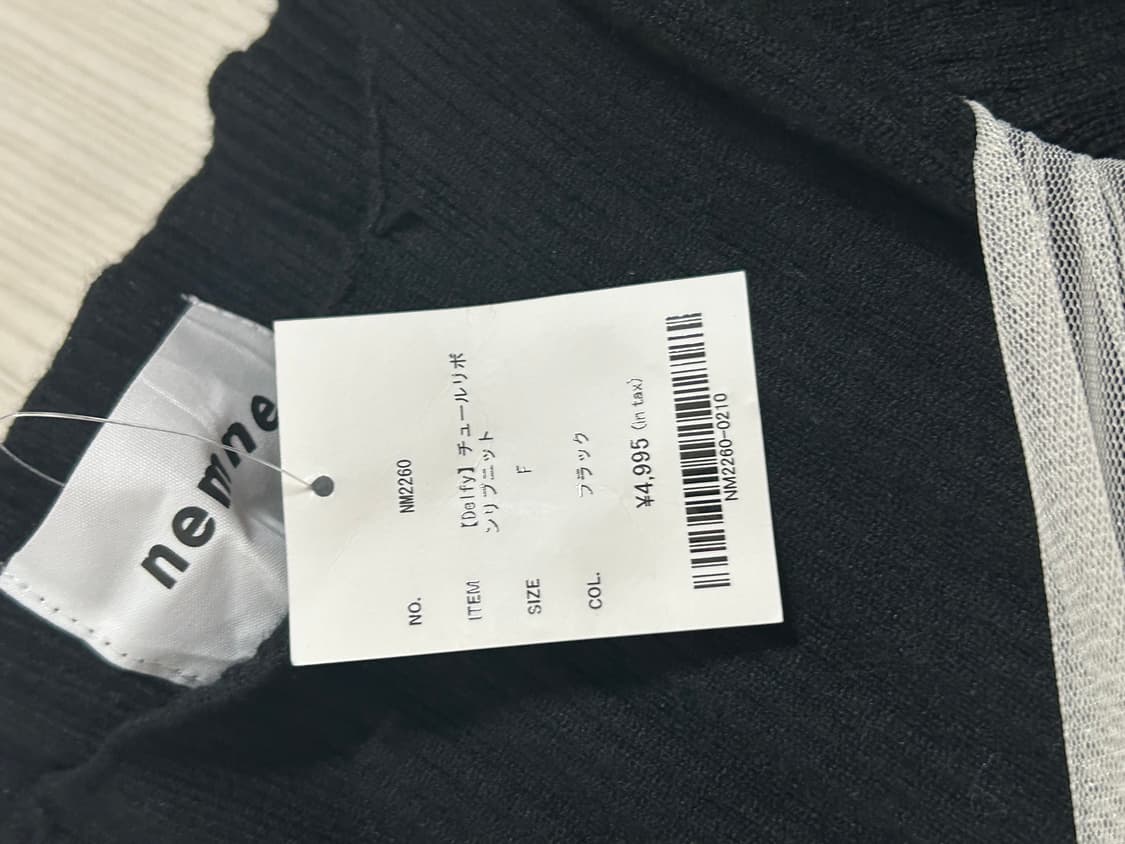 nemne
NO. NM2260
ITEM 【Delfy】チュールリボ
ンリブニット
SIZE F
COL. ブラック
¥4,995 (in tax)
NM2260-0210